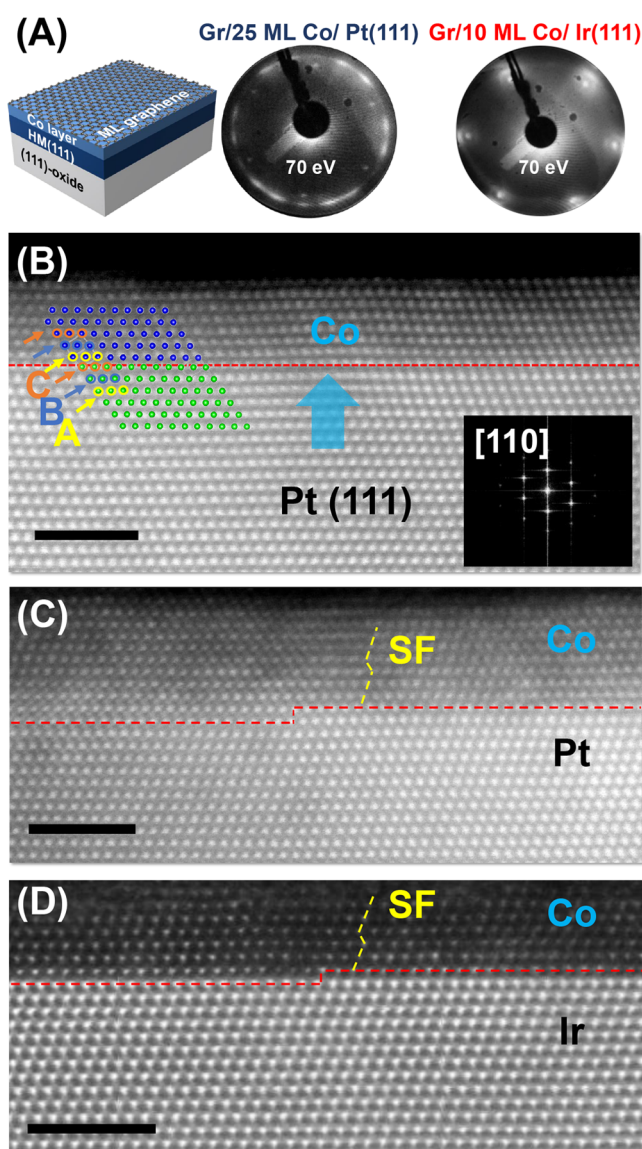 (A)
Gr/25 ML Co/ Pt(111)
Gr/10 ML Co/ Ir(111)
ML graphene
Co layer
HM(111)
(111)-oxide
70 eV
70 eV
(B)
Co
C
B
A
[110]
Pt (111)
(C)
SF
Co
Pt
(D)
SF
Co
Ir